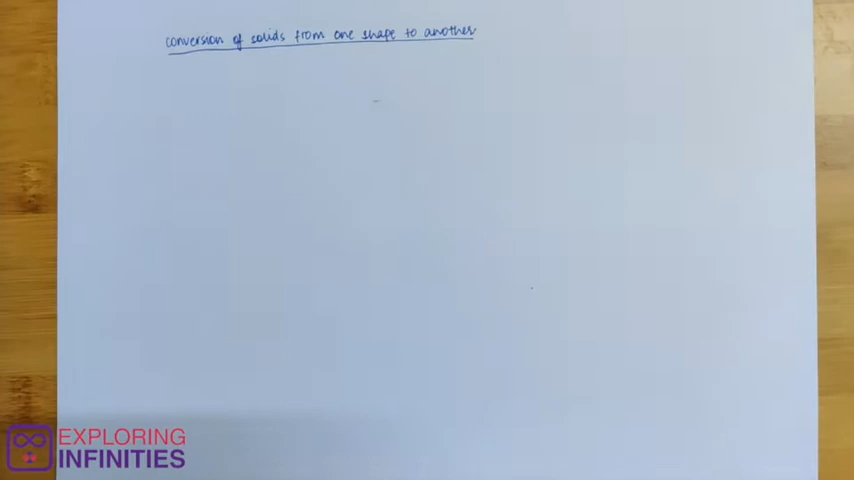 conversion of solids from one shape to another
EXPLORING
INFINITIES